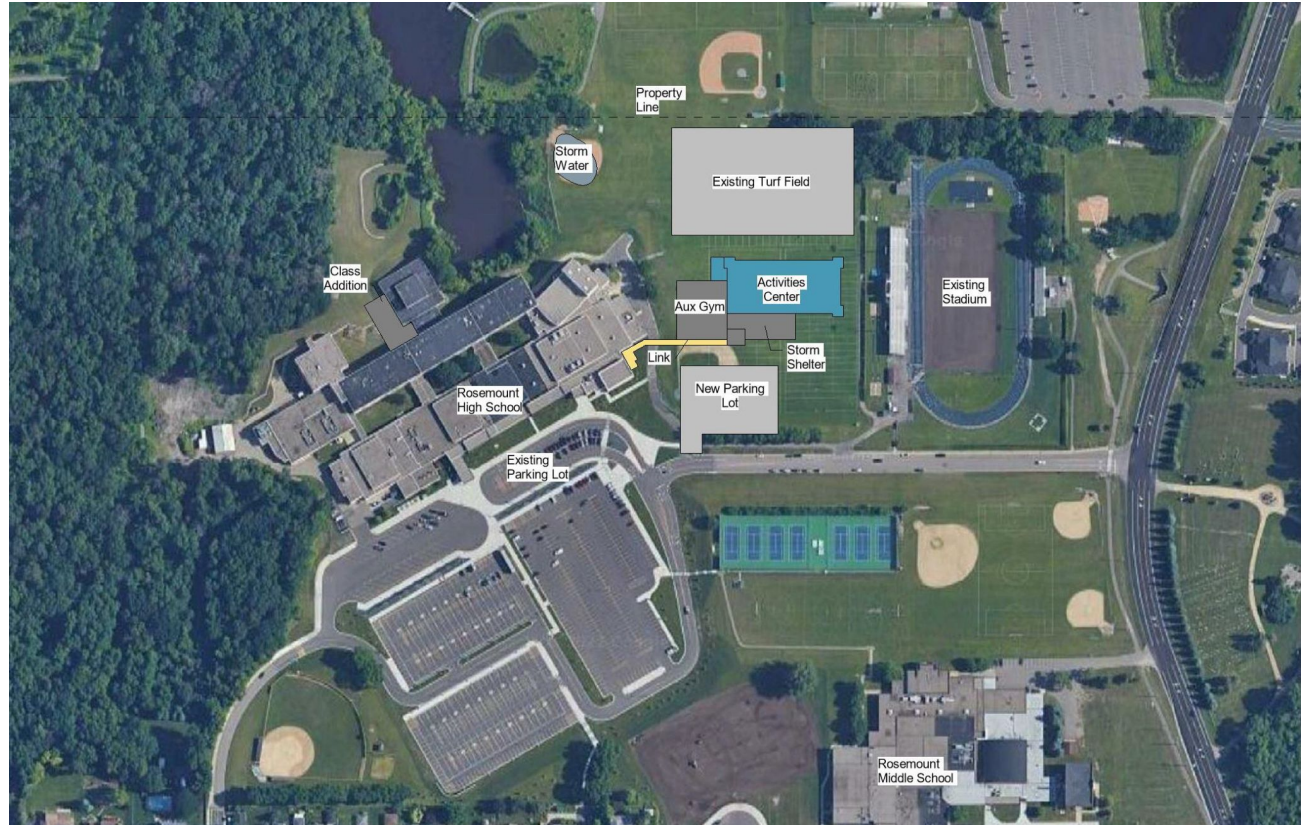 Property
Line
Storm
Water
Existing Turf Field
Class
Addition
Activities
Center
Existing
Stadium
Aux Gym
Link
Storm
Shelter
New Parking
Lot
Rosemount
High School
Existing
Parking Lot
Rosemount
Middle School